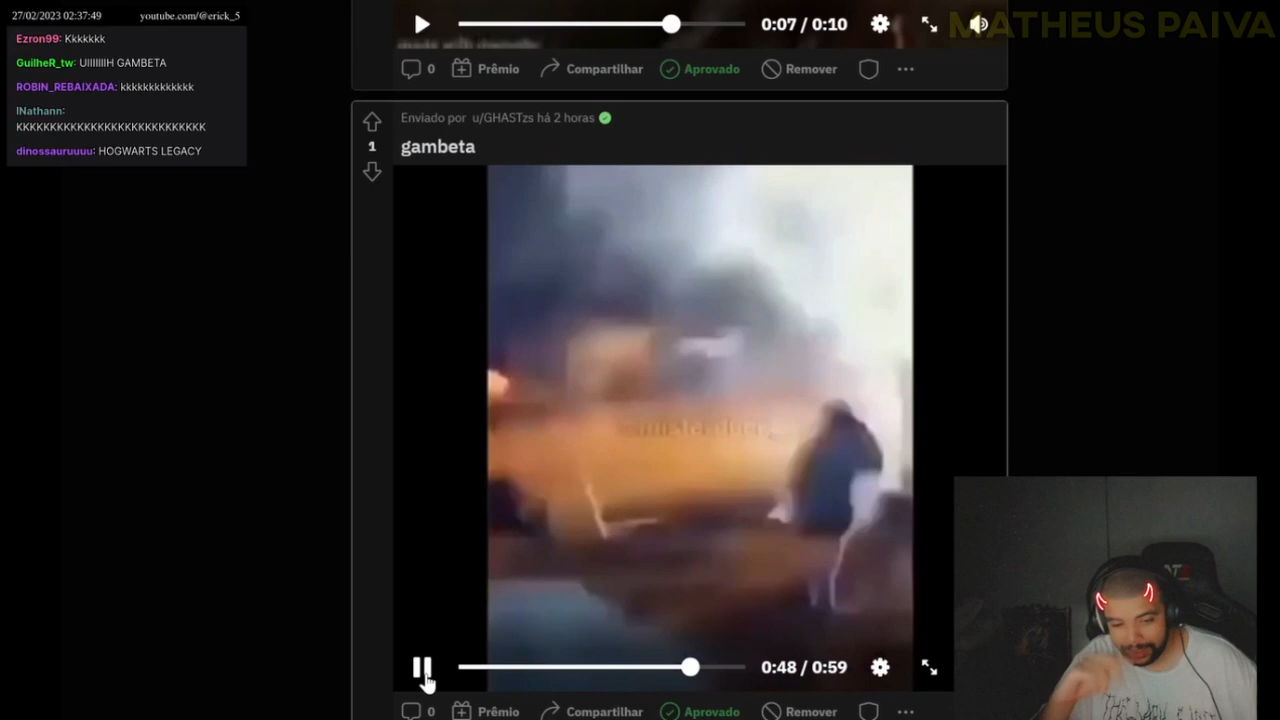 27/02/2023 02:37:49 youtube.com/@erick_5
Ezron99: Kkkkkkk
GuilheR_tw: UIIIIIIIH GAMBETA
ROBIN_REBAIXADA: kkkkkkkkkkkkk
lNathann:
KKKKKKKKKKKKKKKKKKKKKKKKKKKK
dinossauruuuu: HOGWARTS LEGACY
MATHEUS PAIVA
0:07 / 0:10
0 Prêmio Compartilhar Aprovado Remover
Enviado por u/GHASTzs há 2 horas
1
gambeta
0:48 / 0:59
0 Prêmio Compartilhar Aprovado Remover